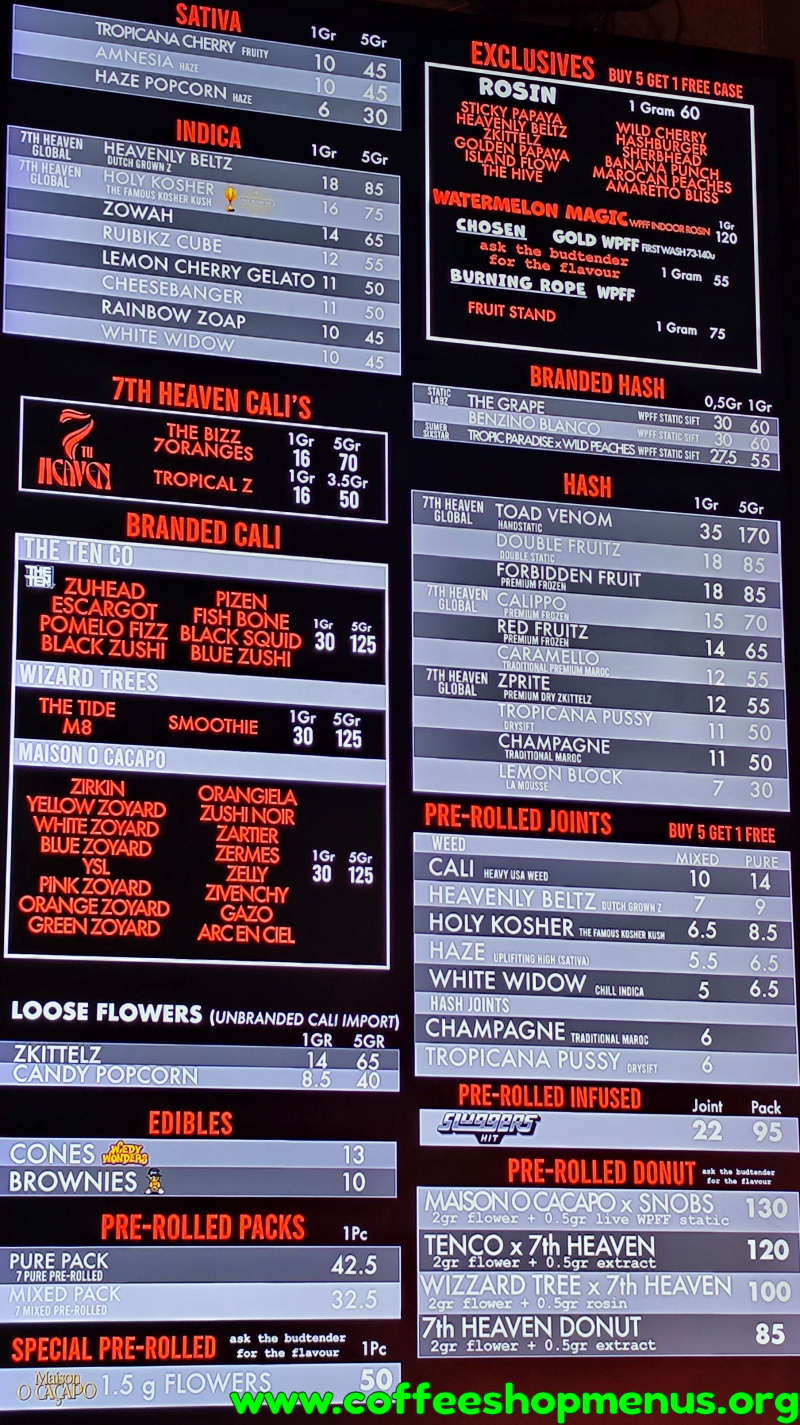 SATIVA 1Gr 5Gr
TROPICANA CHERRY FRUITY 10 45
AMNESIA HAZE 10 45
HAZE POPCORN HAZE 6 30
INDICA 1Gr 5Gr
7TH HEAVEN GLOBAL HEAVENLY BELTZ 18 85
DUTCH GROWN Z
7TH HEAVEN GLOBAL HOLY KOSHER 16 75
THE FAMOUS KOSHER KUSH
ZOWAH 14 65
RUIBIKZ CUBE 12 55
LEMON CHERRY GELATO 11 50
CHEESEBANGER 11 50
RAINBOW ZOAP 10 45
WHITE WIDOW 10 45
7TH HEAVEN CALI'S
7TH HEAVEN
THE BIZZ 1Gr 5Gr
7ORANGES 16 70
TROPICAL Z 1Gr 3.5Gr
16 50
BRANDED CALI
THE TEN CO
THE TEN
ZUHEAD PIZEN
ESCARGOT FISH BONE 1Gr 5Gr
POMELO FIZZ BLACK SQUID 30 125
BLACK ZUSHI BLUE ZUSHI
WIZARD TREES
THE TIDE SMOOTHIE 1Gr 5Gr
M8 30 125
MAISON O CACAPO
ZIRKIN ORANGIELA
YELLOW ZOYARD ZUSHI NOIR
WHITE ZOYARD ZARTIER
BLUE ZOYARD ZERMES 1Gr 5Gr
YSL ZELLY 30 125
PINK ZOYARD ZIVENCHY
ORANGE ZOYARD GAZO
GREEN ZOYARD ARC EN CIEL
LOOSE FLOWERS (UNBRANDED CALI IMPORT)
1GR 5GR
ZKITTELZ 14 65
CANDY POPCORN 8.5 40
EDIBLES
CONES WEEDY WONDERS 13
BROWNIES 10
PRE-ROLLED PACKS 1Pc
PURE PACK 42.5
7 PURE PRE-ROLLED
MIXED PACK 32.5
7 MIXED PRE-ROLLED
SPECIAL PRE-ROLLED ask the budtender for the flavour 1Pc
Maison O CACAPO 1.5 g FLOWERS 50
EXCLUSIVES BUY 5 GET 1 FREE CASE
ROSIN 1 Gram 60
STICKY PAPAYA WILD CHERRY
HEAVENLY BELTZ HASHBURGER
ZKITTELZ SHERBHEAD
GOLDEN PAPAYA BANANA PUNCH
ISLAND FLOW MAROCAN PEACHES
THE HIVE AMARETTO BLISS
WATERMELON MAGIC WPFF INDOOR ROSIN 1Gr 120
CHOSEN GOLD WPFF FIRST WASH 73-140u
ask the budtender
for the flavour 1 Gram 55
BURNING ROPE WPFF
FRUIT STAND 1 Gram 75
BRANDED HASH 0,5Gr 1Gr
STATIC LABZ THE GRAPE WPFF STATIC SIFT 30 60
BENZINO BLANCO WPFF STATIC SIFT 30 60
SUMER SIXSTAR TROPIC PARADISE x WILD PEACHES WPFF STATIC SIFT 27.5 55
HASH 1Gr 5Gr
7TH HEAVEN GLOBAL TOAD VENOM 35 170
HANDSTATIC
DOUBLE FRUITZ 18 85
DOUBLE STATIC
FORBIDDEN FRUIT 18 85
PREMIUM FROZEN
7TH HEAVEN GLOBAL CALIPPO 15 70
PREMIUM FROZEN
RED FRUITZ 14 65
PREMIUM FROZEN
CARAMELLO 12 55
TRADITIONAL PREMIUM MAROC
7TH HEAVEN GLOBAL ZPRITE 12 55
PREMIUM DRY ZKITTELZ
TROPICANA PUSSY 11 50
DRYSIFT
CHAMPAGNE 11 50
TRADITIONAL MAROC
LEMON BLOCK 7 30
LA MOUSSE
PRE-ROLLED JOINTS BUY 5 GET 1 FREE
WEED MIXED PURE
CALI HEAVY USA WEED 10 14
HEAVENLY BELTZ DUTCH GROWN Z 7 9
HOLY KOSHER THE FAMOUS KOSHER KUSH 6.5 8.5
HAZE UPLIFITING HIGH (SATIVA) 5.5 6.5
WHITE WIDOW CHILL INDICA 5 6.5
HASH JOINTS
CHAMPAGNE TRADITIONAL MAROC 6
TROPICANA PUSSY DRYSIFT 6
PRE-ROLLED INFUSED Joint Pack
SLUGGERS HIT 22 95
PRE-ROLLED DONUT ask the budtender for the flavour
MAISON O CACAPO x SNOBS 130
2gr flower + 0.5gr live WPFF static
TENCO x 7th HEAVEN 120
2gr flower + 0.5gr extract
WIZZARD TREE x 7th HEAVEN 100
2gr flower + 0.5gr rosin
7th HEAVEN DONUT 85
2gr flower + 0.5gr extract
www.coffeeshopmenus.org